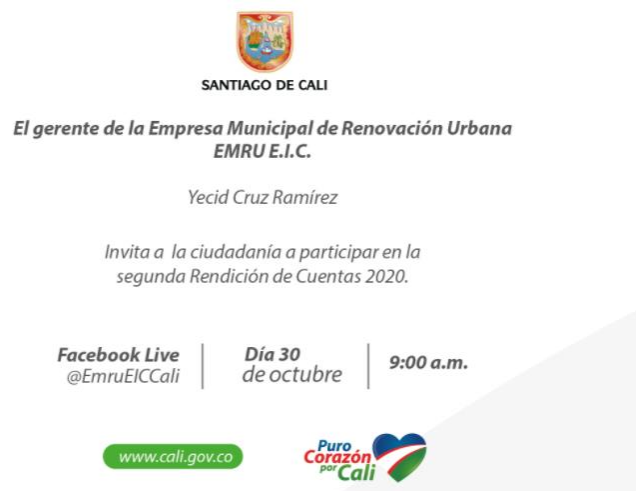 SANTIAGO DE CALI
El gerente de la Empresa Municipal de Renovación Urbana
EMRU E.I.C.
Yecid Cruz Ramírez
Invita a la ciudadanía a participar en la
segunda Rendición de Cuentas 2020.
Facebook Live
@EmruEICCali
Día 30
de octubre
9:00 a.m.
www.cali.gov.co
Puro
Corazón
por Cali